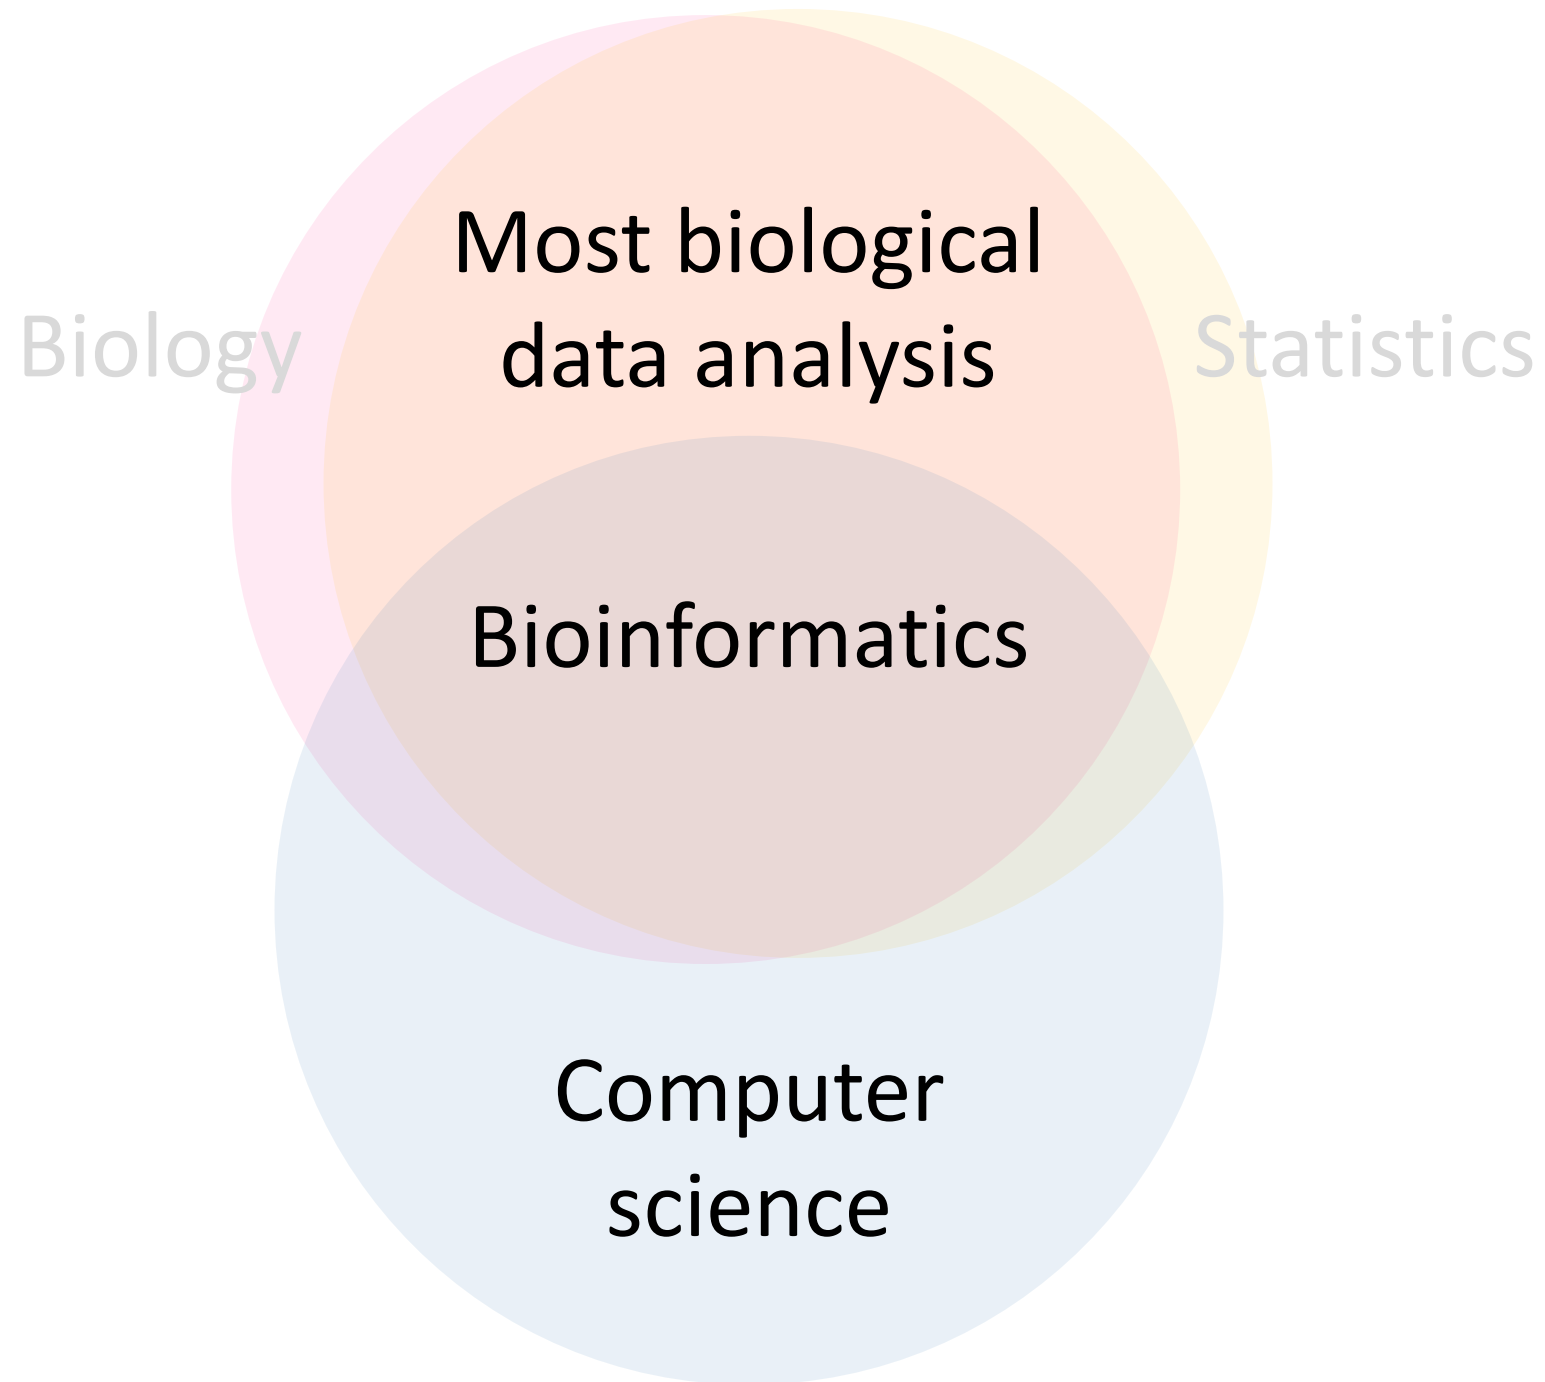 Most biological
data analysis
Biology
Statistics
Bioinformatics
Computer
science